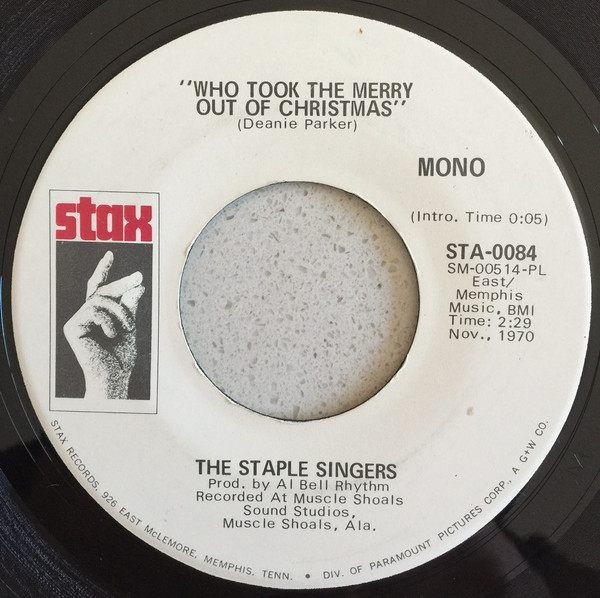 "WHO TOOK THE MERRY
OUT OF CHRISTMAS"
(Deanie Parker)
MONO
(Intro. Time 0:05)
stax
STA-0084
SM-00514-PL
East/
Memphis
Music, BMI
Time: 2:29
Nov., 1970
THE STAPLE SINGERS
Prod. by Al Bell Rhythm
Recorded At Muscle Shoals
Sound Studios,
Muscle Shoals, Ala.
STAX RECORDS, 926 EAST McLEMORE, MEMPHIS, TENN. • DIV. OF PARAMOUNT PICTURES CORP., A G+W CO.